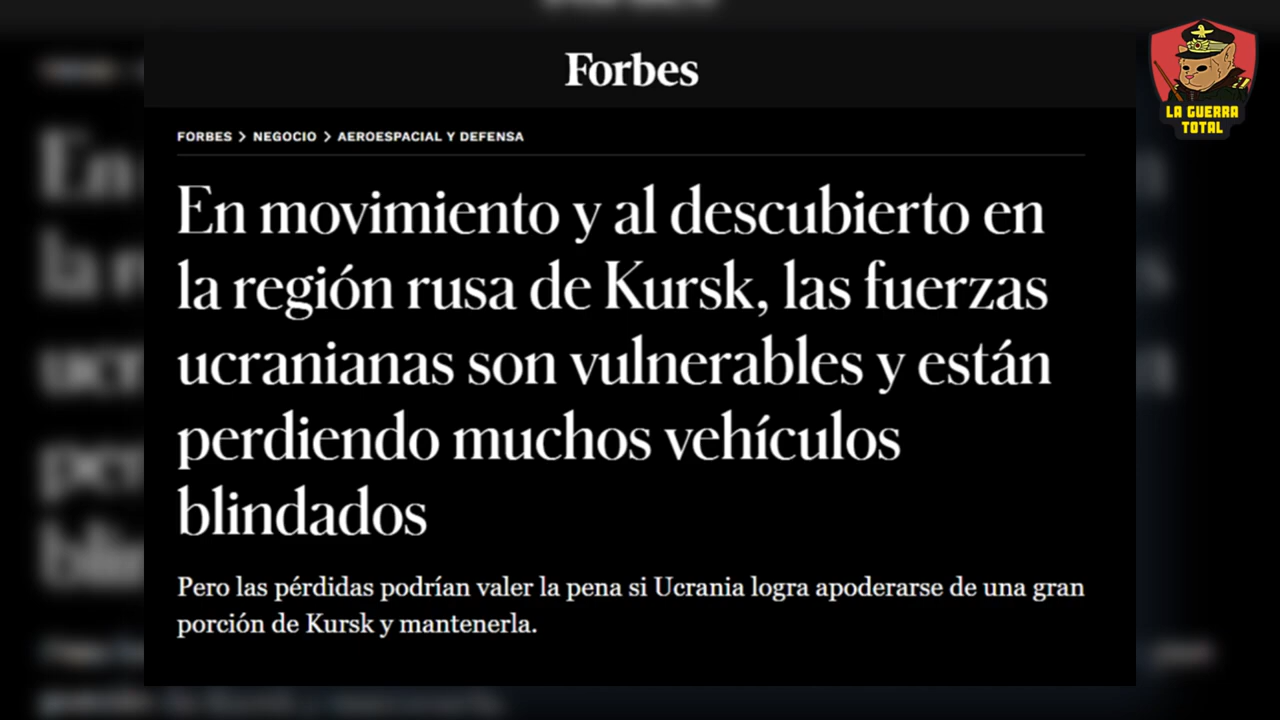 Forbes
LA GUERRA
TOTAL
FORBES > NEGOCIO > AEROESPACIAL Y DEFENSA
En movimiento y al descubierto en
la región rusa de Kursk, las fuerzas
ucranianas son vulnerables y están
perdiendo muchos vehículos
blindados
Pero las pérdidas podrían valer la pena si Ucrania logra apoderarse de una gran
porción de Kursk y mantenerla.